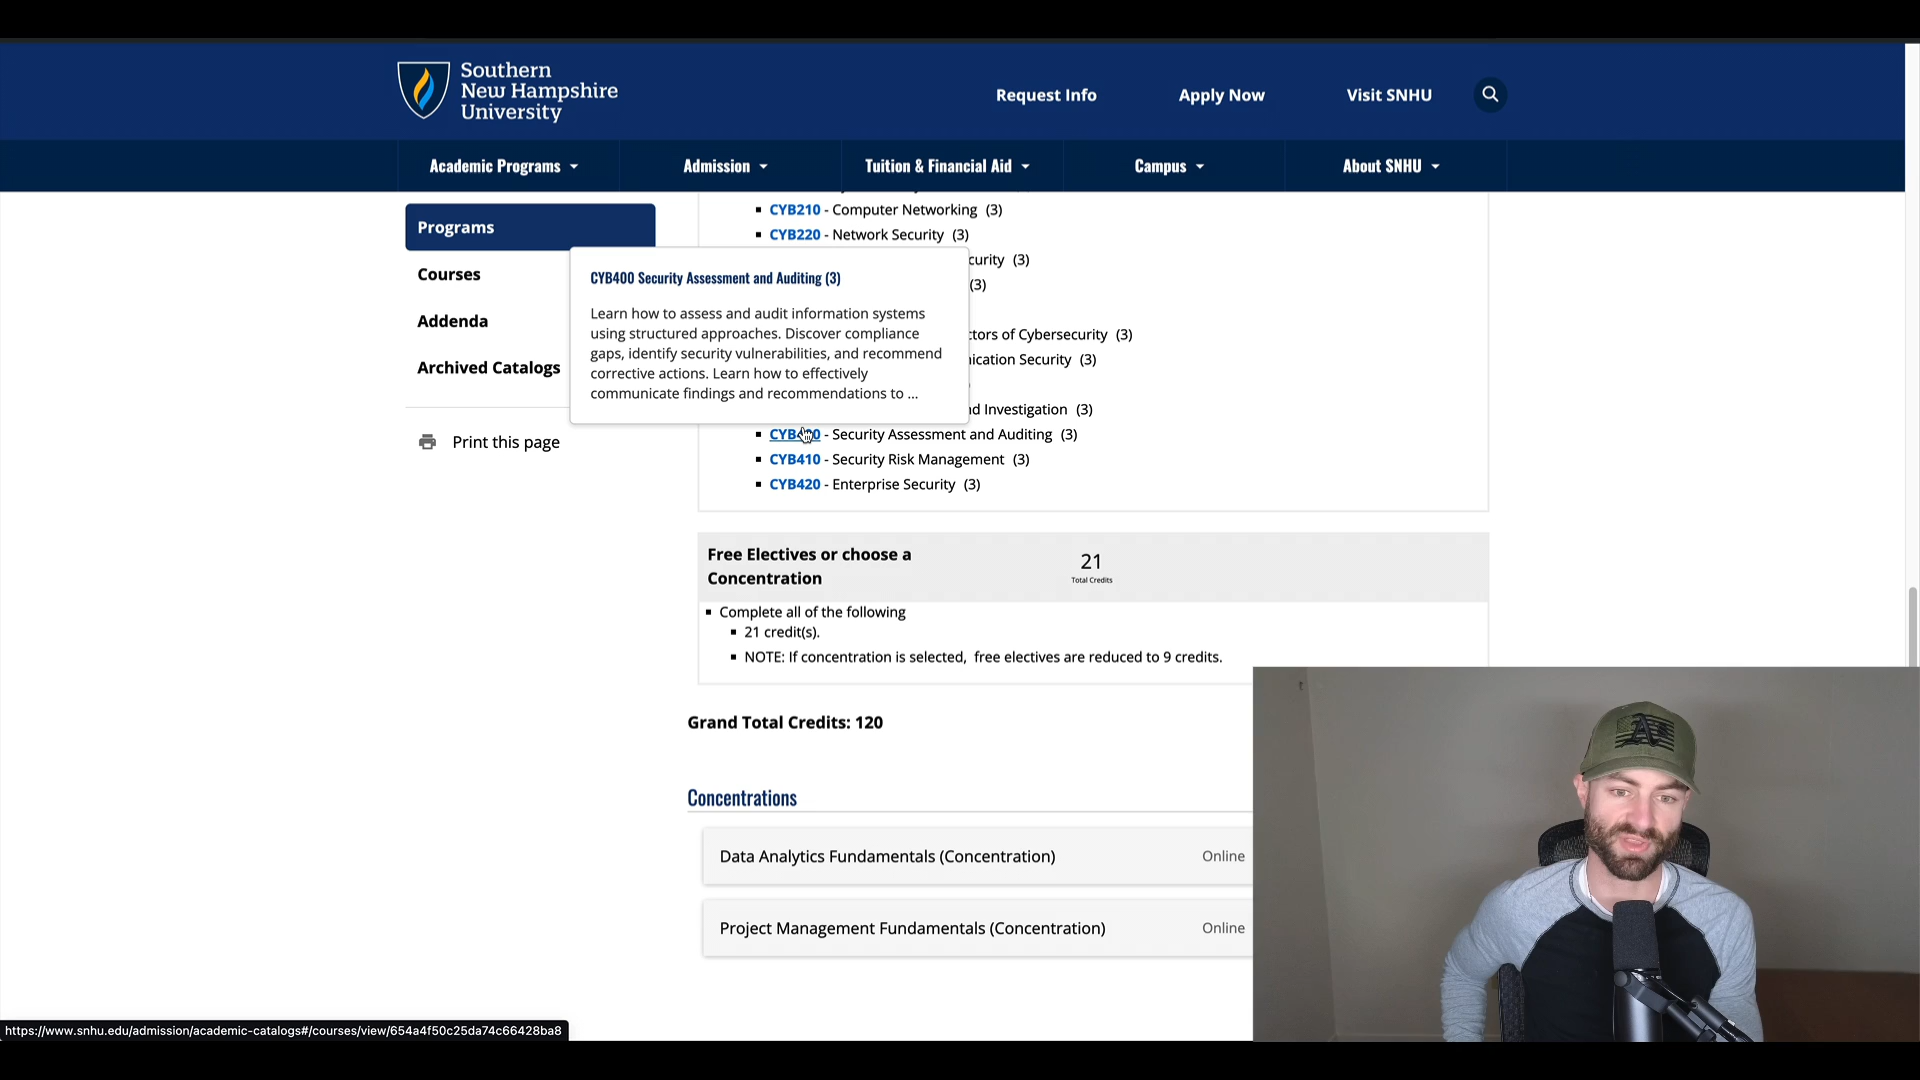 Southern
New Hampshire
University
Request Info
Apply Now
Visit SNHU
Academic Programs
Admission
Tuition & Financial Aid
Campus
About SNHU
Programs
Courses
Addenda
Archived Catalogs
Print this page
CYB210 - Computer Networking (3)
CYB220 - Network Security (3)
(3)
(3)
of Cybersecurity (3)
Security (3)
Investigation (3)
CYB400 Security Assessment and Auditing (3)
Learn how to assess and audit information systems
using structured approaches. Discover compliance
gaps, identify security vulnerabilities, and recommend
corrective actions. Learn how to effectively
communicate findings and recommendations to ...
- Security Assessment and Auditing (3)
CYB410 - Security Risk Management (3)
CYB420 - Enterprise Security (3)
Free Electives or choose a
Concentration
21
Total Credits
Complete all of the following
21 credit(s).
NOTE: If concentration is selected, free electives are reduced to 9 credits.
Grand Total Credits: 120
Concentrations
Data Analytics Fundamentals (Concentration) Online
Project Management Fundamentals (Concentration) Online
A
https://www.snhu.edu/admission/academic-catalogs#/courses/view/654a4f50c25da74c66428ba8